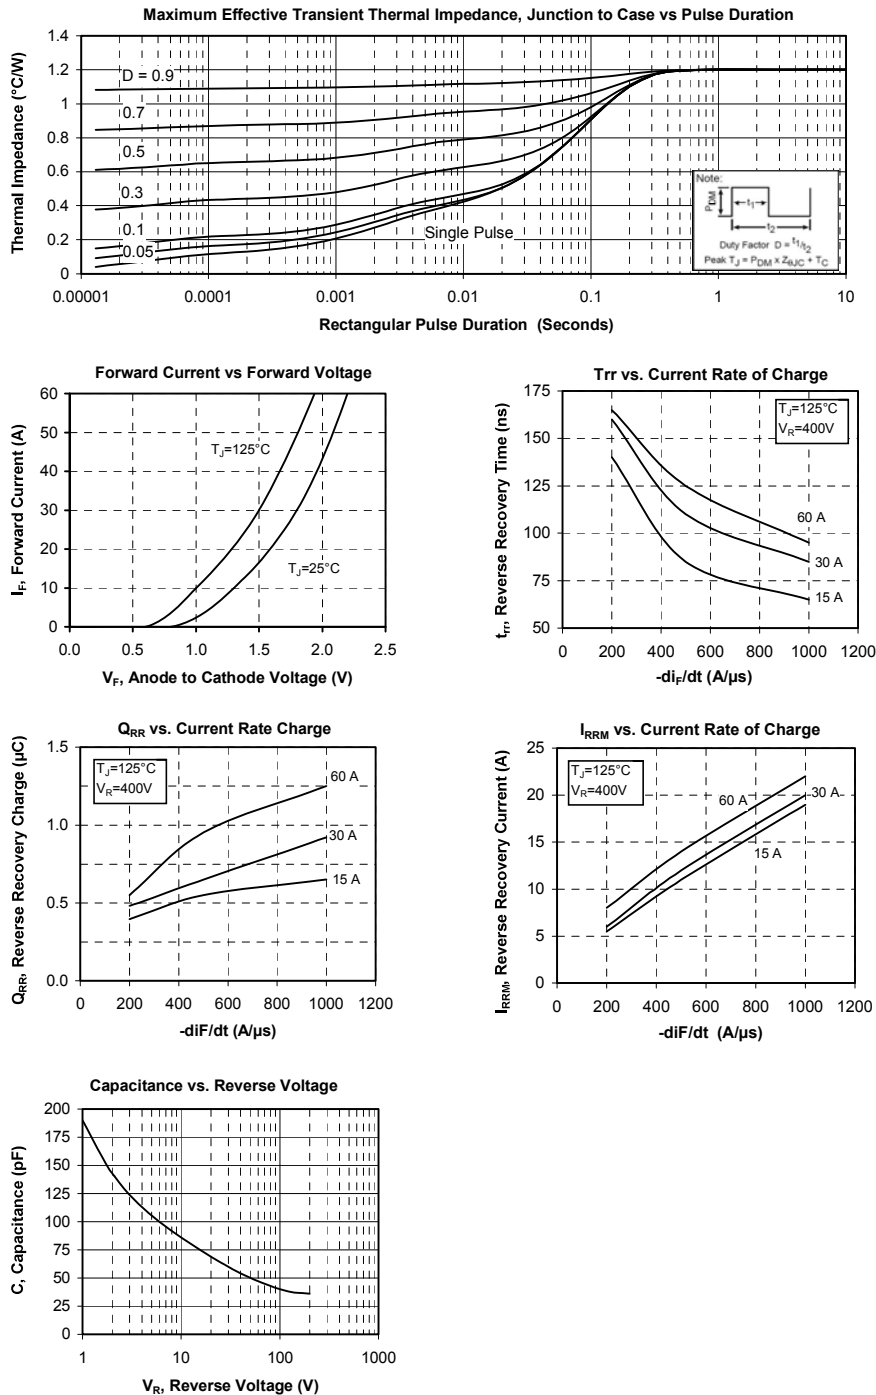 Maximum Effective Transient Thermal Impedance, Junction to Case vs Pulse Duration
Thermal Impedance (°C/W)
1.4
1.2
1
0.8
0.6
0.4
0.2
0
D = 0.9
0.7
0.5
0.3
0.1
0.05
Single Pulse
Note:
PDM
t1
t2
Duty Factor D = t1/t2
Peak TJ = PDM x ZθJC + TC
0.00001 0.0001 0.001 0.01 0.1 1 10
Rectangular Pulse Duration (Seconds)
Forward Current vs Forward Voltage
IF, Forward Current (A)
60
50
40
30
20
10
0
TJ=125°C
TJ=25°C
0.0 0.5 1.0 1.5 2.0 2.5
VF, Anode to Cathode Voltage (V)
Trr vs. Current Rate of Charge
trr, Reverse Recovery Time (ns)
175
150
125
100
75
50
TJ=125°C
VR=400V
60 A
30 A
15 A
0 200 400 600 800 1000 1200
-diF/dt (A/µs)
QRR vs. Current Rate Charge
QRR, Reverse Recovery Charge (µC)
1.5
1.0
0.5
0.0
TJ=125°C
VR=400V
60 A
30 A
15 A
0 200 400 600 800 1000 1200
-diF/dt (A/µs)
IRRM vs. Current Rate of Charge
IRRM, Reverse Recovery Current (A)
25
20
15
10
5
0
TJ=125°C
VR=400V
60 A
30 A
15 A
0 200 400 600 800 1000 1200
-diF/dt (A/µs)
Capacitance vs. Reverse Voltage
C, Capacitance (pF)
200
175
150
125
100
75
50
25
0
1 10 100 1000
VR, Reverse Voltage (V)